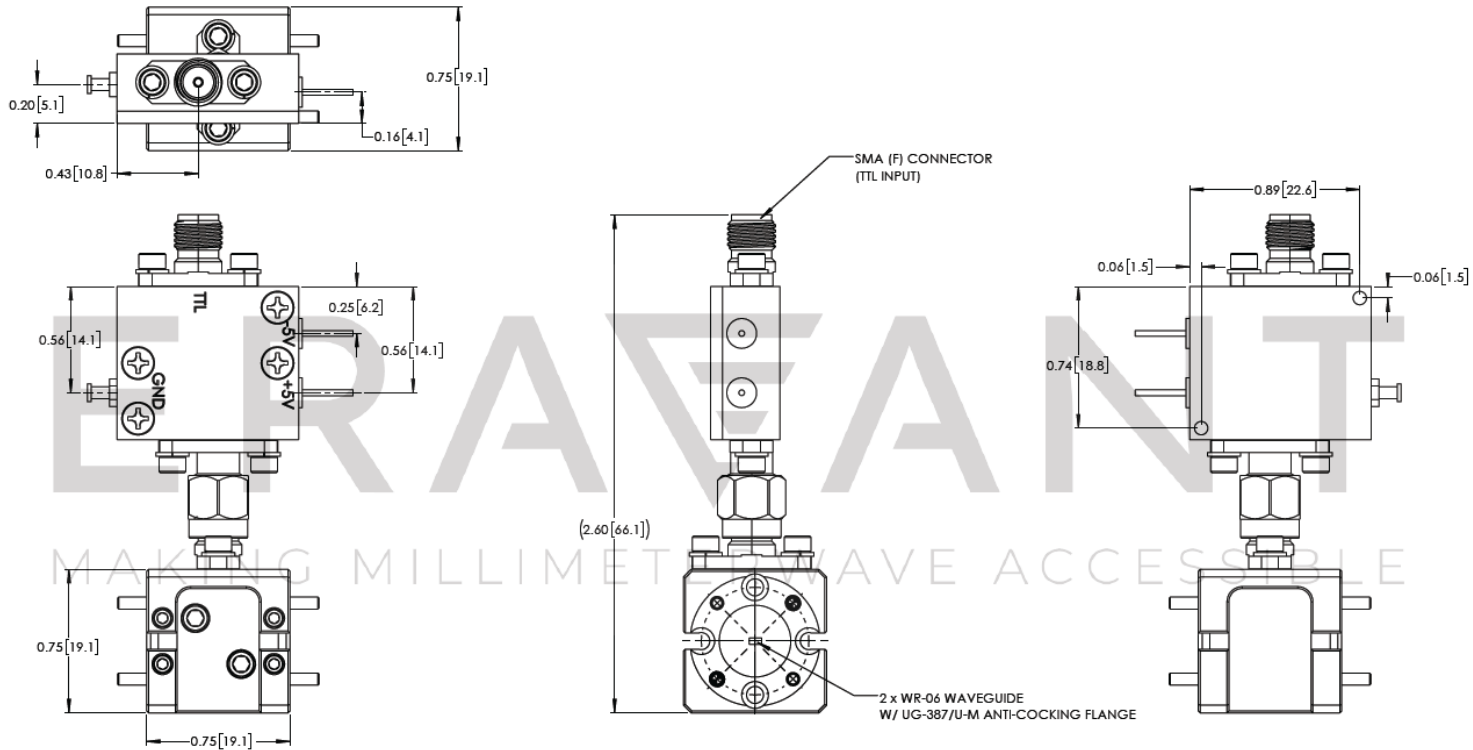 0.75[19.1]
0.20[5.1]
0.16[4.1]
0.43[10.8]
SMA (F) CONNECTOR
(TTL INPUT)
0.89[22.6]
0.06[1.5]
0.06[1.5]
TTL
0.25[6.2]
-5V
0.56[14.1]
0.56[14.1]
GND
+5V
0.74[18.8]
ERAVANT
(2.60[66.1])
MAKING MILLIMETERWAVE ACCESSIBLE
0.75[19.1]
2 x WR-06 WAVEGUIDE
W/ UG-387/U-M ANTI-COCKING FLANGE
0.75[19.1]